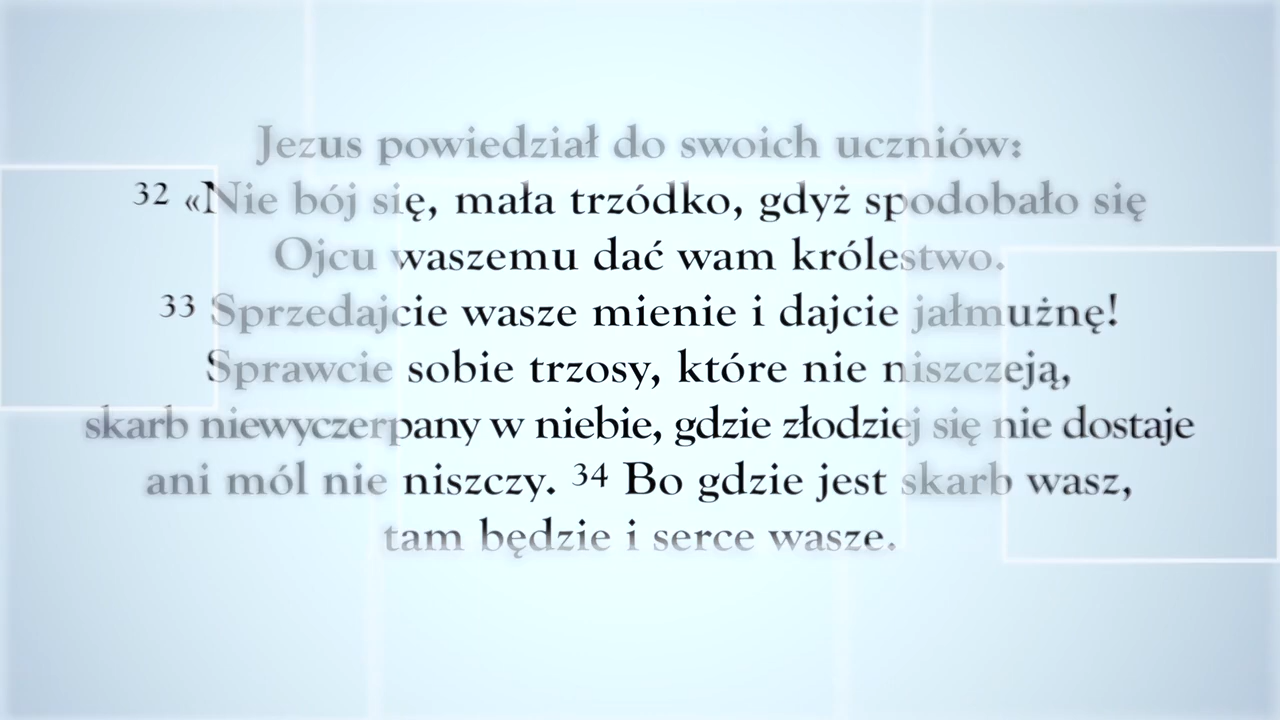 Jezus powiedział do swoich uczniów:
32 «Nie bój się, mała trzódko, gdyż spodobało się
Ojcu waszemu dać wam królestwo.
33 Sprzedajcie wasze mienie i dajcie jałmużnę!
Sprawcie sobie trzosy, które nie niszczeją,
skarb niewyczerpany w niebie, gdzie złodziej się nie dostaje
ani mól nie niszczy. 34 Bo gdzie jest skarb wasz,
tam będzie i serce wasze.